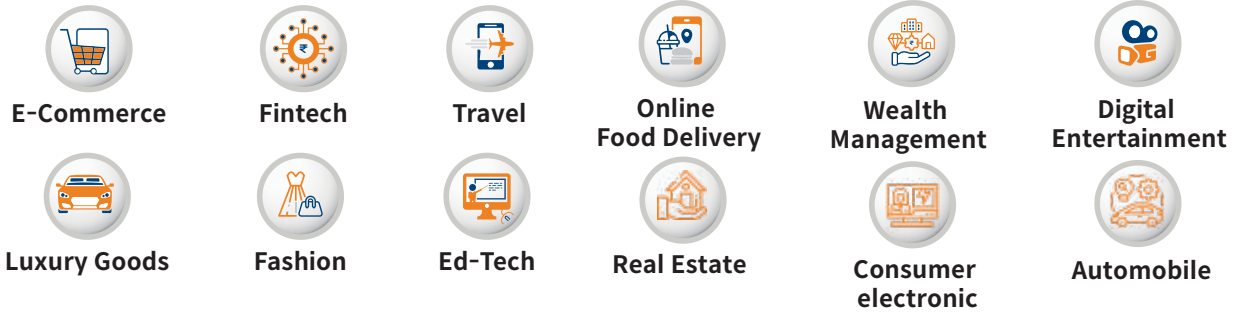 E-Commerce
Fintech
Travel
Online
Food Delivery
Wealth
Management
Digital
Entertainment
Luxury Goods
Fashion
Ed-Tech
Real Estate
Consumer
electronic
Automobile